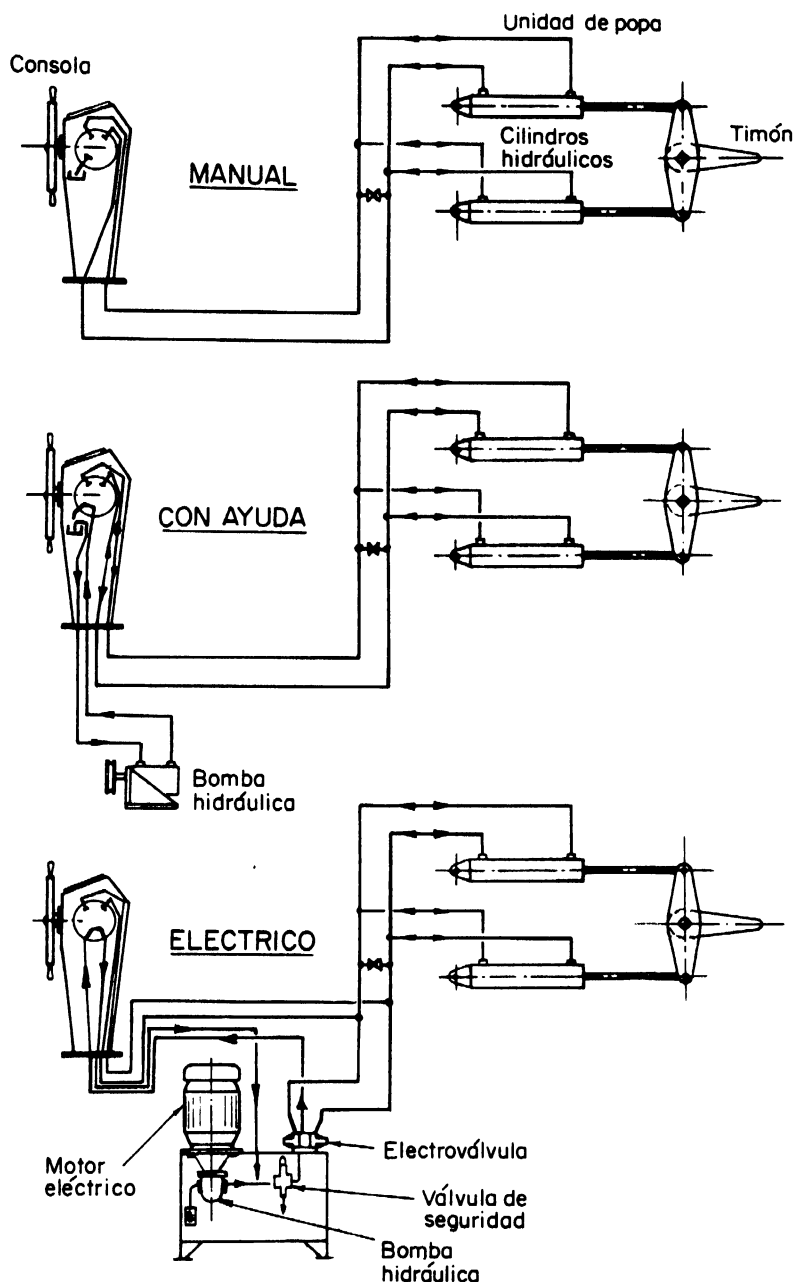 Unidad de popa
Consola
Cilindros
hidráulicos
Timón
MANUAL
CON AYUDA
Bomba
hidráulica
ELECTRICO
Motor
eléctrico
Electroválvula
Válvula de
seguridad
Bomba
hidráulica